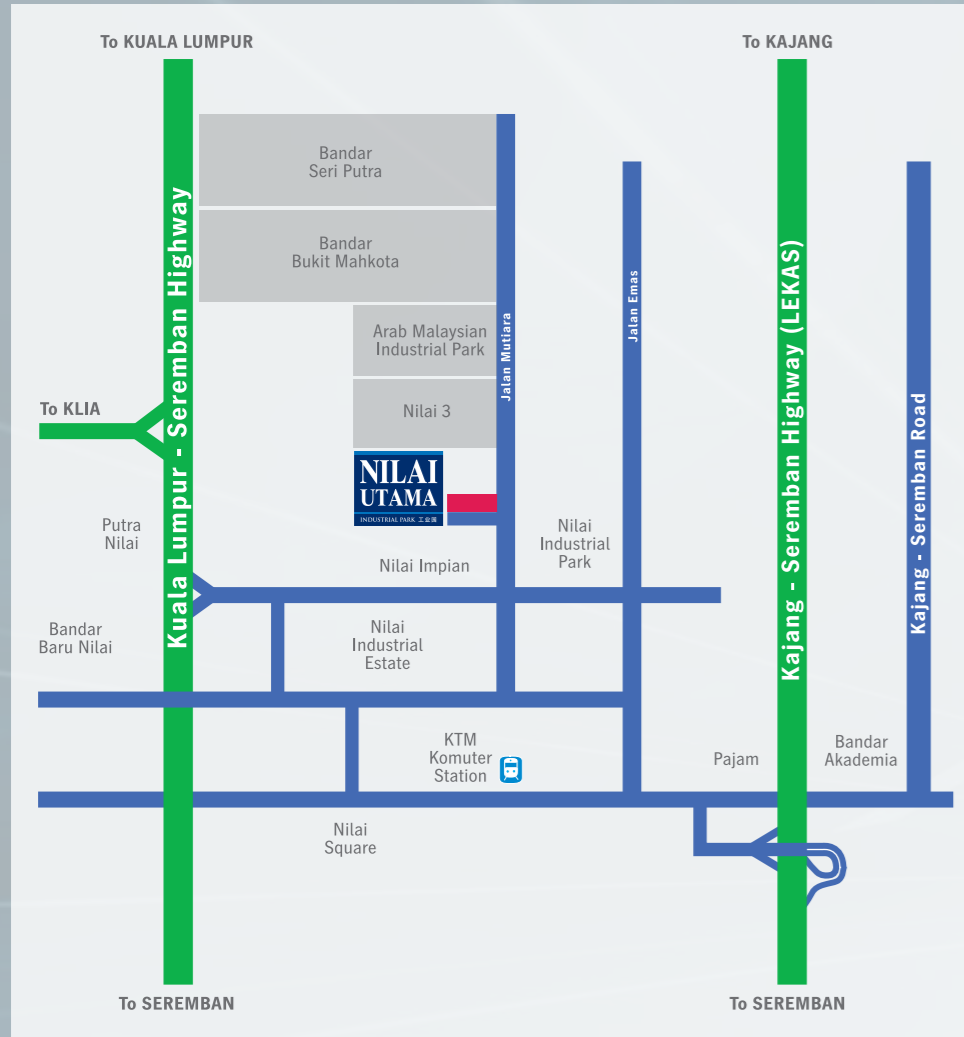 To KUALA LUMPUR
To KAJANG
Bandar
Seri Putra
Bandar
Bukit Mahkota
Arab Malaysian
Industrial Park
Nilai 3
Jalan Mutiara
Jalan Emas
Kuala Lumpur - Seremban Highway
Kajang - Seremban Highway (LEKAS)
Kajang - Seremban Road
To KLIA
NILAI
UTAMA
INDUSTRIAL PARK 工业园
Putra
Nilai
Nilai Impian
Nilai
Industrial
Park
Bandar
Baru Nilai
Nilai
Industrial
Estate
KTM
Komuter
Station
Pajam
Bandar
Akademia
Nilai
Square
To SEREMBAN
To SEREMBAN